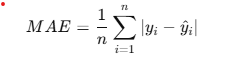 MAE = \frac{1}{n} \sum_{i=1}^{n} |y_i - \hat{y}_i|